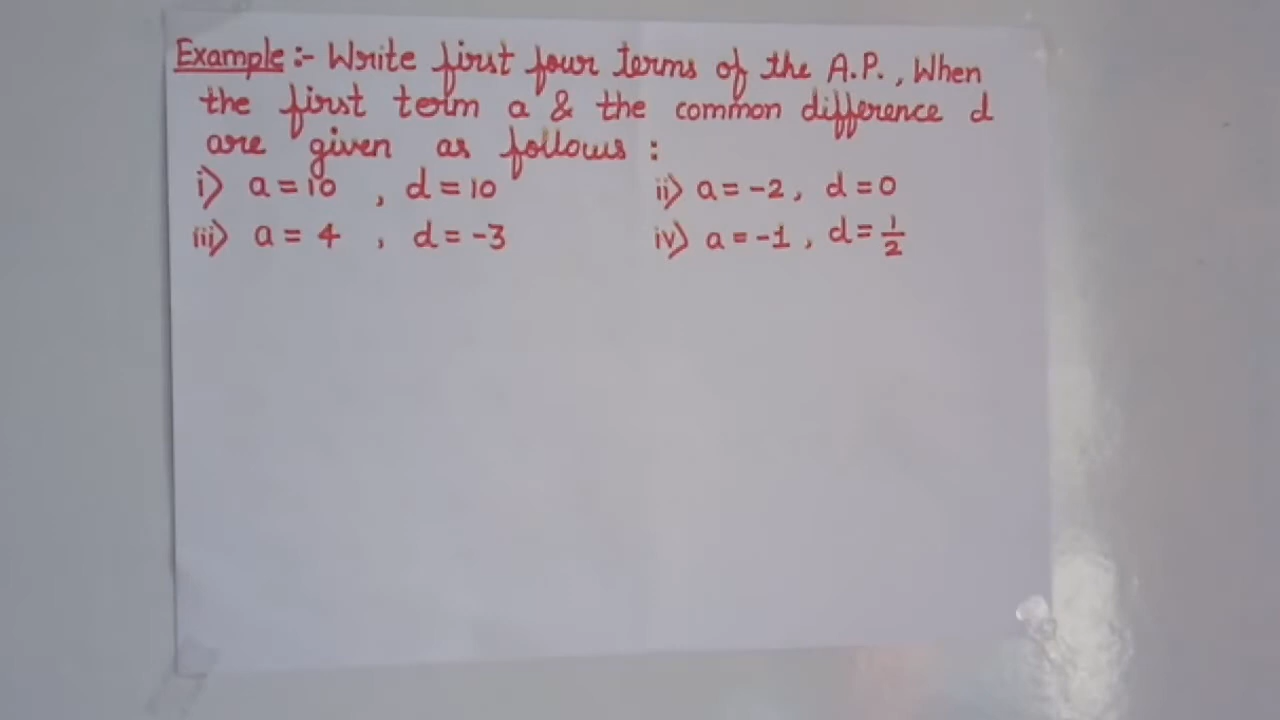 Example :- Write first four terms of the A.P., When
the first term a & the common difference d
are given as follows :
i) a = 10 , d = 10 ii) a = -2, d = 0
iii) a = 4 , d = -3 iv) a = -1, d = 1/2